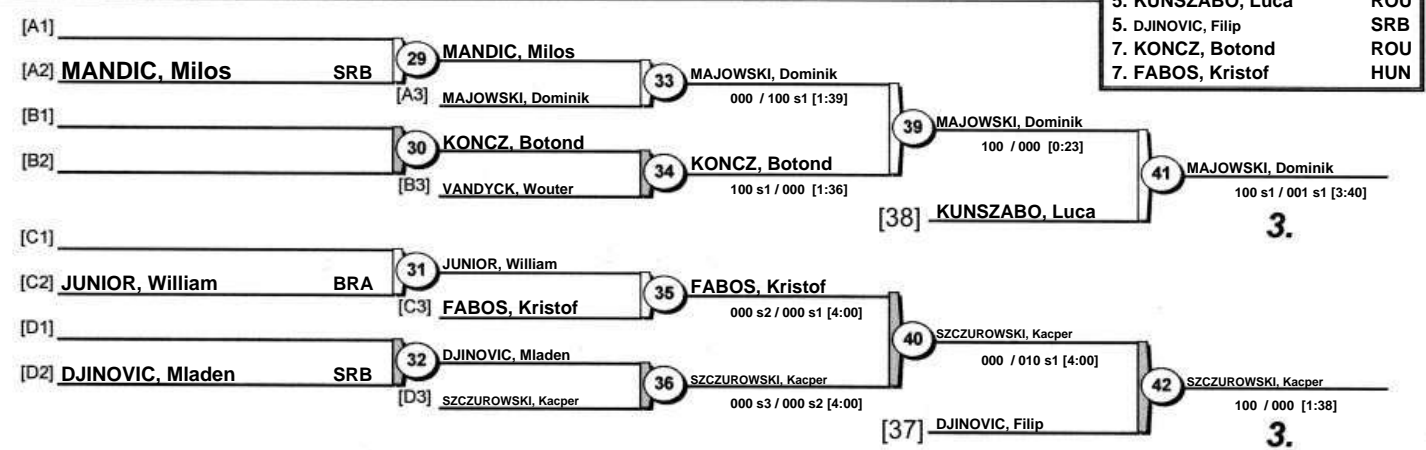 5. KUNSZABO, Luca ROU
5. DJINOVIC, Filip SRB
7. KONCZ, Botond ROU
7. FABOS, Kristof HUN
[A1]
[A2] MANDIC, Milos SRB
29
MANDIC, Milos
[A3] MAJOWSKI, Dominik
33
MAJOWSKI, Dominik
000 / 100 s1 [1:39]
[B1]
[B2]
30
KONCZ, Botond
[B3] VANDYCK, Wouter
34
KONCZ, Botond
100 s1 / 000 [1:36]
39
MAJOWSKI, Dominik
100 / 000 [0:23]
[38] KUNSZABO, Luca
41
MAJOWSKI, Dominik
100 s1 / 001 s1 [3:40]
3.
[C1]
[C2] JUNIOR, William BRA
31
JUNIOR, William
[C3] FABOS, Kristof
35
FABOS, Kristof
000 s2 / 000 s1 [4:00]
[D1]
[D2] DJINOVIC, Mladen SRB
32
DJINOVIC, Mladen
[D3] SZCZUROWSKI, Kacper
36
SZCZUROWSKI, Kacper
000 s3 / 000 s2 [4:00]
40
SZCZUROWSKI, Kacper
000 / 010 s1 [4:00]
[37] DJINOVIC, Filip
42
SZCZUROWSKI, Kacper
100 / 000 [1:38]
3.